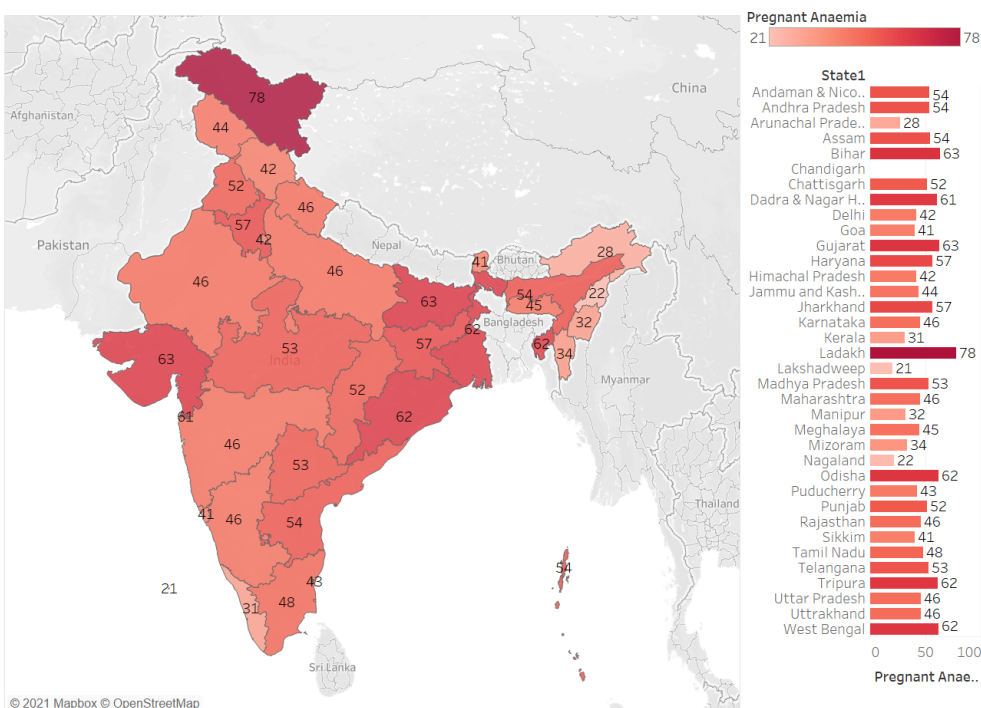 Pregnant Anaemia
21 78
State1
Andaman & Nico.. 54
Andhra Pradesh 54
Arunachal Prade.. 28
Assam 54
Bihar 63
Chandigarh
Chattisgarh 52
Dadra & Nagar H.. 61
Delhi 42
Goa 41
Gujarat 63
Haryana 57
Himachal Pradesh 42
Jammu and Kash.. 44
Jharkhand 57
Karnataka 46
Kerala 31
Ladakh 78
Lakshadweep 21
Madhya Pradesh 53
Maharashtra 46
Manipur 32
Meghalaya 45
Mizoram 34
Nagaland 22
Odisha 62
Puducherry 43
Punjab 52
Rajasthan 46
Sikkim 41
Tamil Nadu 48
Telangana 53
Tripura 62
Uttar Pradesh 46
Uttrakhand 46
West Bengal 62
0 50 100
Pregnant Anae..
China
78
Afghanistan
44
42
52
46
57
42
Pakistan
Nepal
28
41
Bhutan
46
46
54
22
45
63
62
Bangladesh
32
57
62
34
53
India
63
Myanmar
52
61
62
46
53
Thailand
41
46
54
54
43
21
48
31
Sri Lanka
© 2021 Mapbox © OpenStreetMap